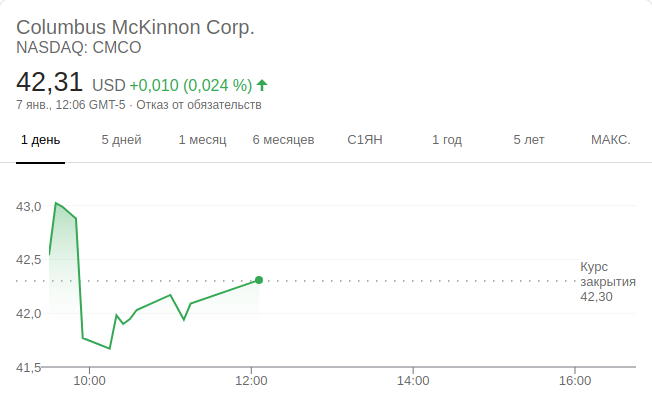 Columbus McKinnon Corp.
NASDAQ: CMCO
42,31 USD +0,010 (0,024 %)
7 янв., 12:06 GMT-5 · Отказ от обязательств
1 день 5 дней 1 месяц 6 месяцев С1ЯН 1 год 5 лет МАКС.
43,0
42,5
Курс
закрытия
42,30
42,0
41,5
10:00 12:00 14:00 16:00